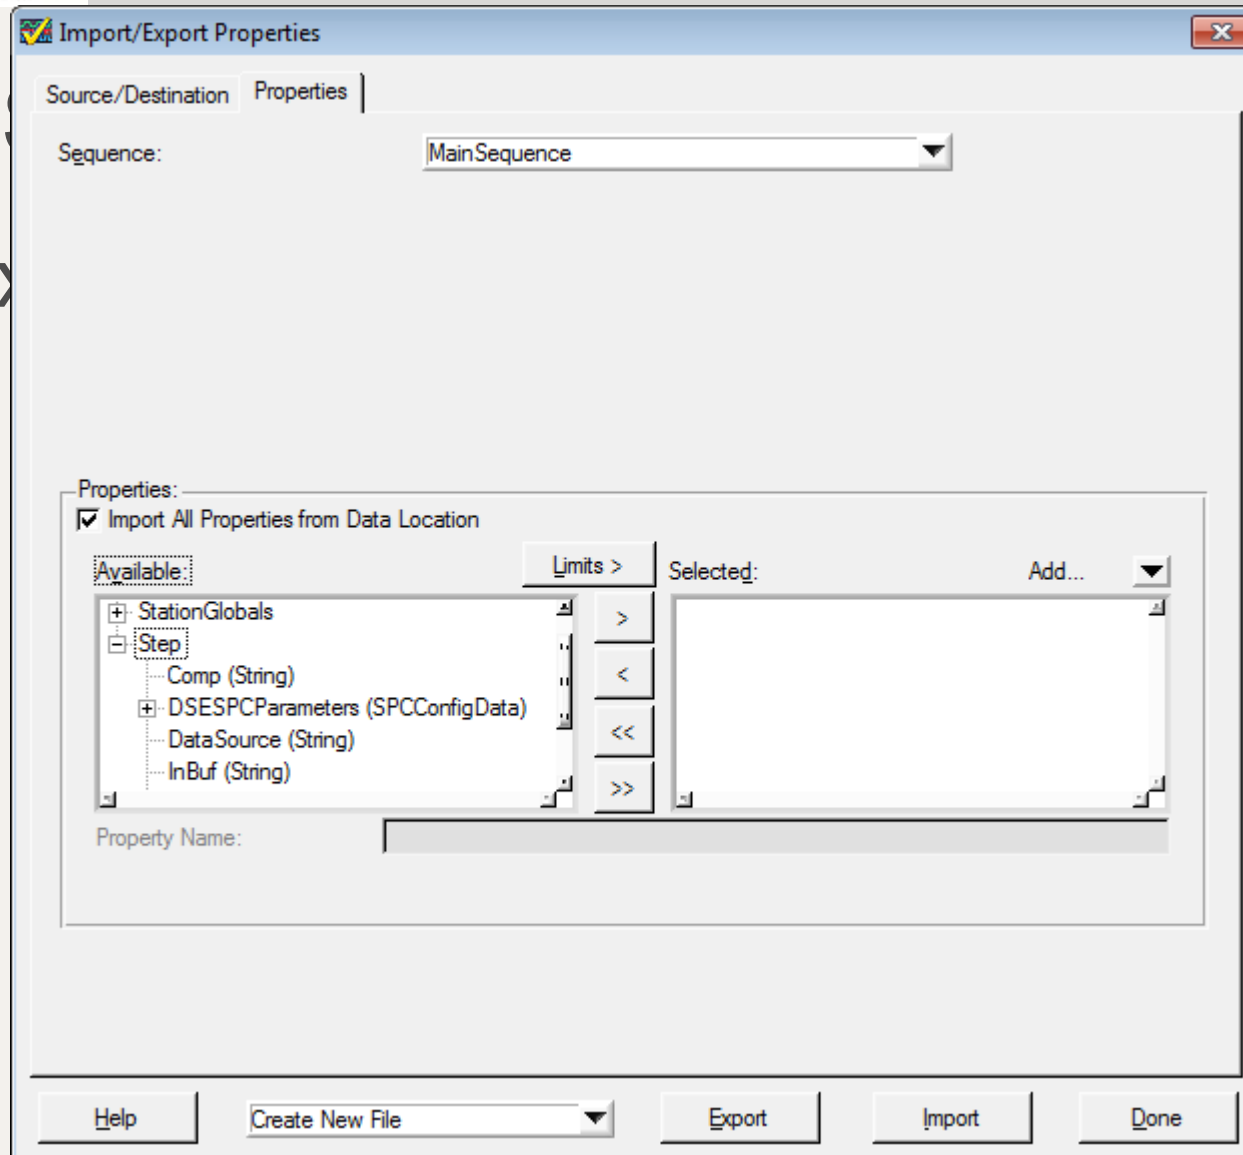 Import/Export Properties
Source/Destination Properties
Sequence: MainSequence
Properties:
Import All Properties from Data Location
Available: Limits > Selected: Add...
StationGlobals >
Step
Comp (String) <
DSESPCParameters (SPCConfigData)
DataSource (String) <<
InBuf (String) >>
Property Name:
Help Create New File Export Import Done